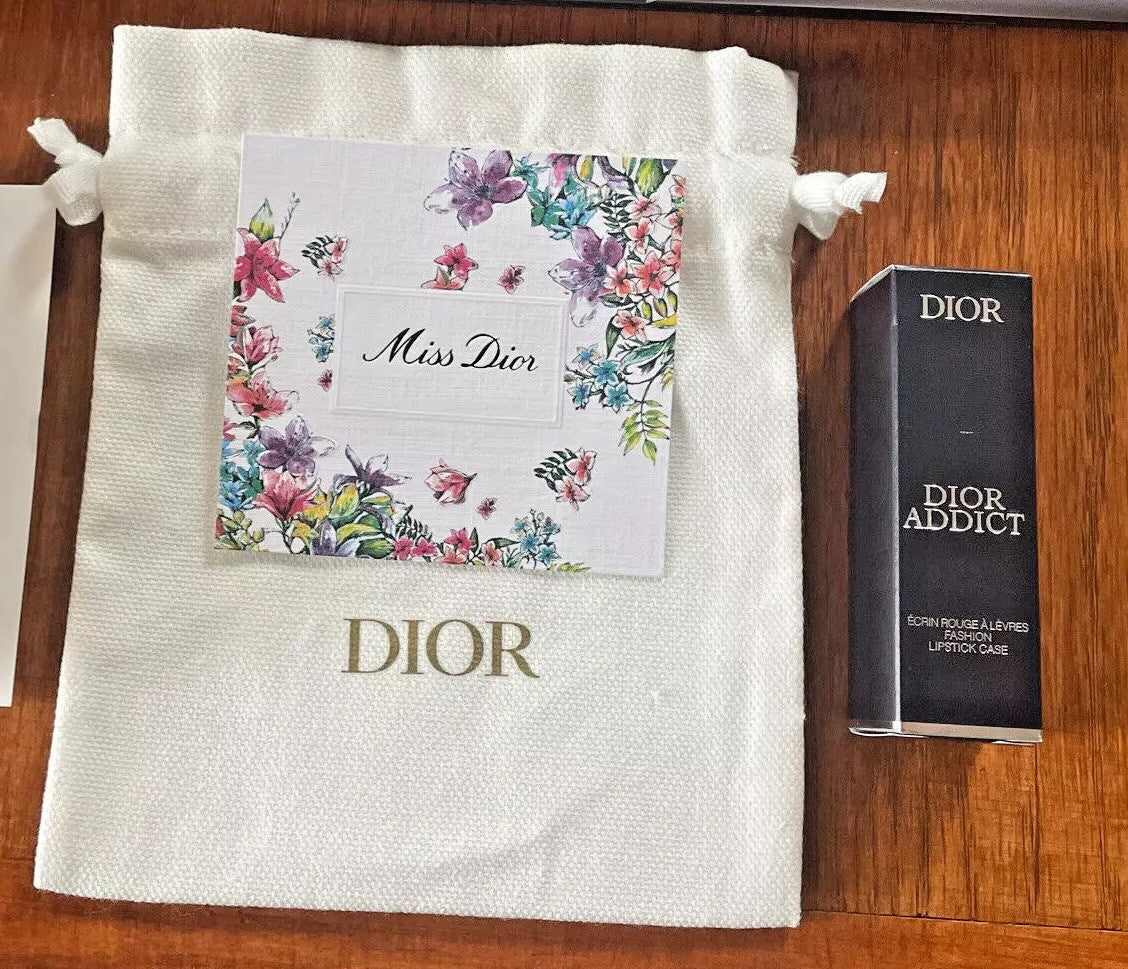 Miss Dior
DIOR
DIOR
DIOR
ADDICT
ÉCRIN ROUGE À LÈVRES
FASHION
LIPSTICK CASE